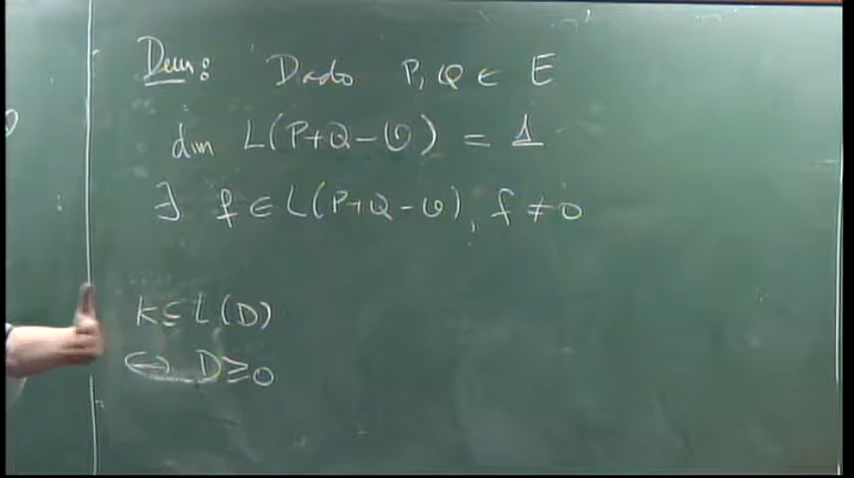 Dem: Dado P, Q ∈ E
dim L(P+Q-O) = 1
∃ f ∈ L(P+Q-O), f ≠ 0
K ⊆ L(D)
⟺ D ≥ 0